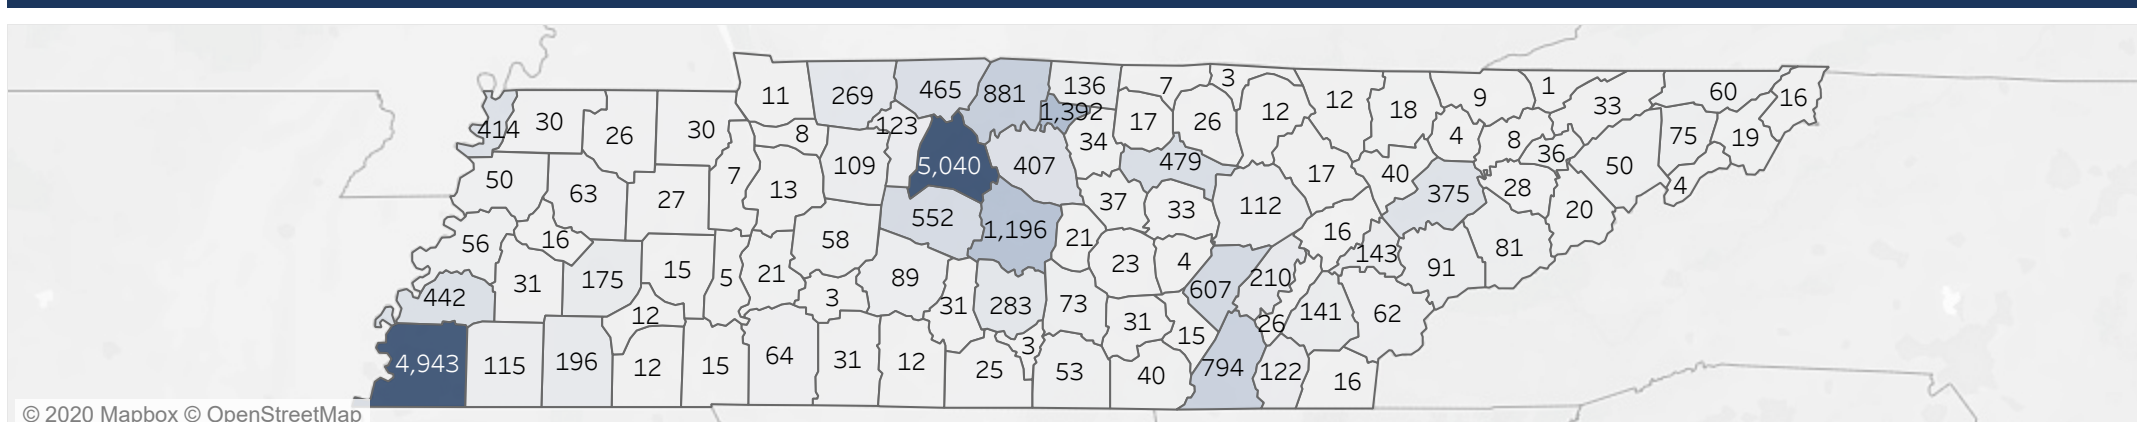 11 269 465 881 136 7 3 12 12 18 9 1 33 60 16
414 30 26 30 8 123 1,392 17 26 4 8 36 75 19
5,040 407 34 479 17 40 375 28 50 4
50 63 27 7 13 109 37 33 112 20
56 16 58 552 1,196 21 16 143 91 81
442 31 175 15 5 21 3 89 31 283 73 23 4 607 210 141 62
12 3 31 15 26
4,943 115 196 12 15 64 31 12 25 53 40 794 122 16
© 2020 Mapbox © OpenStreetMap